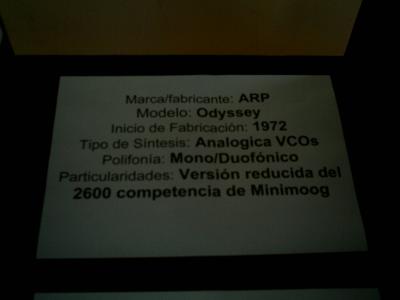 Marca/fabricante: ARP
Modelo: Odyssey
Inicio de Fabricación: 1972
Tipo de Síntesis: Analogica VCOs
Polifonía: Mono/Duofónico
Particularidades: Versión reducida del
2600 competencia de Minimoog